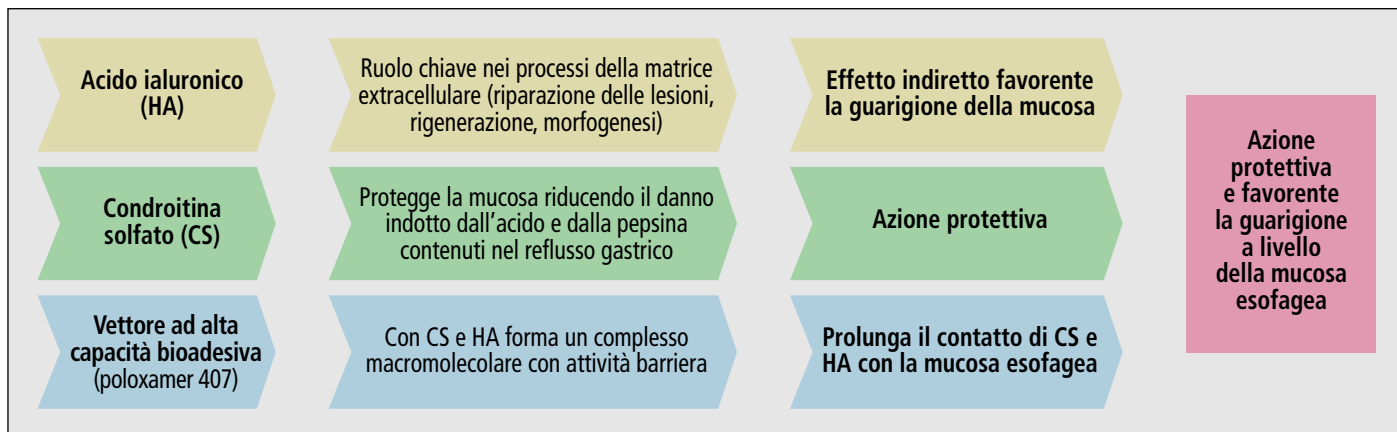 Acido ialuronico
(HA)
Ruolo chiave nei processi della matrice
extracellulare (riparazione delle lesioni,
rigenerazione, morfogenesi)
Effetto indiretto favorente
la guarigione della mucosa
Condroitina
solfato (CS)
Protegge la mucosa riducendo il danno
indotto dall’acido e dalla pepsina
contenuti nel reflusso gastrico
Azione protettiva
Vettore ad alta
capacità bioadesiva
(poloxamer 407)
Con CS e HA forma un complesso
macromolecolare con attività barriera
Prolunga il contatto di CS e
HA con la mucosa esofagea
Azione
protettiva
e favorente
la guarigione
a livello
della mucosa
esofagea